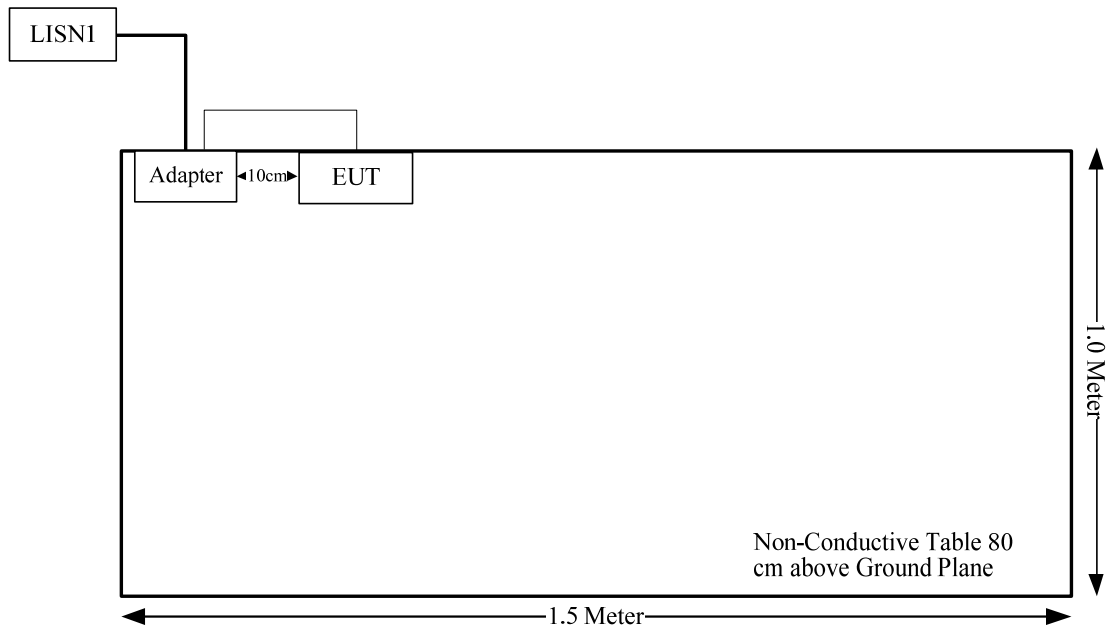 LISN1
Adapter
10cm
EUT
1.0 Meter
Non-Conductive Table 80
cm above Ground Plane
1.5 Meter